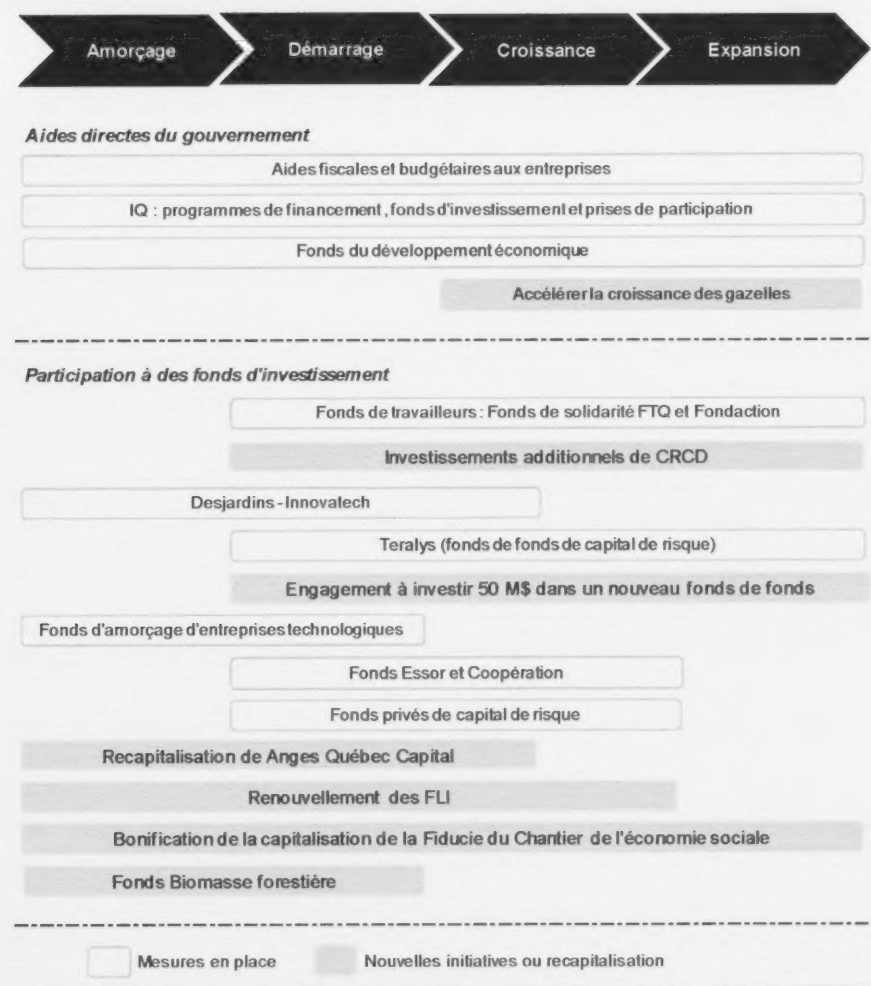 Amorçage
Démarrage
Croissance
Expansion
Aides directes du gouvernement
Aides fiscales et budgétaires aux entreprises
IQ : programmes de financement, fonds d'investissement et prises de participation
Fonds du développement économique
Accélérer la croissance des gazelles
Participation à des fonds d'investissement
Fonds de travailleurs : Fonds de solidarité FTQ et Fondaction
Investissements additionnels de CRCD
Desjardins - Innovatech
Teralys (fonds de fonds de capital de risque)
Engagement à investir 50 M$ dans un nouveau fonds de fonds
Fonds d'amorçage d'entreprises technologiques
Fonds Essor et Coopération
Fonds privés de capital de risque
Recapitalisation de Anges Québec Capital
Renouvellement des FLI
Bonification de la capitalisation de la Fiducie du Chantier de l'économie sociale
Fonds Biomasse forestière
Mesures en place
Nouvelles initiatives ou recapitalisation